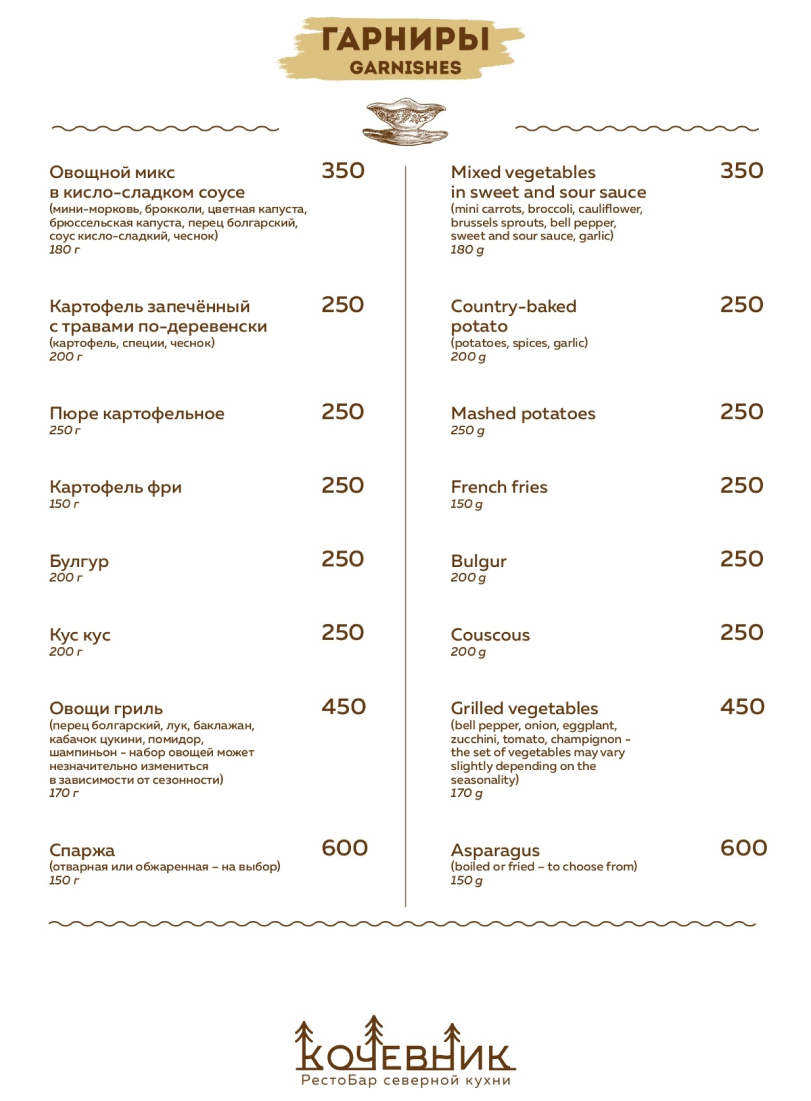 ГАРНИРЫ
GARNISHES
Овощной микс 350
в кисло-сладком соусе
(мини-морковь, брокколи, цветная капуста,
брюссельская капуста, перец болгарский,
соус кисло-сладкий, чеснок)
180 г
Картофель запечённый 250
с травами по-деревенски
(картофель, специи, чеснок)
200 г
Пюре картофельное 250
250 г
Картофель фри 250
150 г
Булгур 250
200 г
Кус кус 250
200 г
Овощи гриль 450
(перец болгарский, лук, баклажан,
кабачок цукини, помидор,
шампиньон - набор овощей может
незначительно измениться
в зависимости от сезонности)
170 г
Спаржа 600
(отварная или обжаренная – на выбор)
150 г
Mixed vegetables 350
in sweet and sour sauce
(mini carrots, broccoli, cauliflower,
brussels sprouts, bell pepper,
sweet and sour sauce, garlic)
180 g
Country-baked 250
potato
(potatoes, spices, garlic)
200 g
Mashed potatoes 250
250 g
French fries 250
150 g
Bulgur 250
200 g
Couscous 250
200 g
Grilled vegetables 450
(bell pepper, onion, eggplant,
zucchini, tomato, champignon -
the set of vegetables may vary
slightly depending on the
seasonality)
170 g
Asparagus 600
(boiled or fried – to choose from)
150 g
КОЧЕВНИК
РестоБар северной кухни